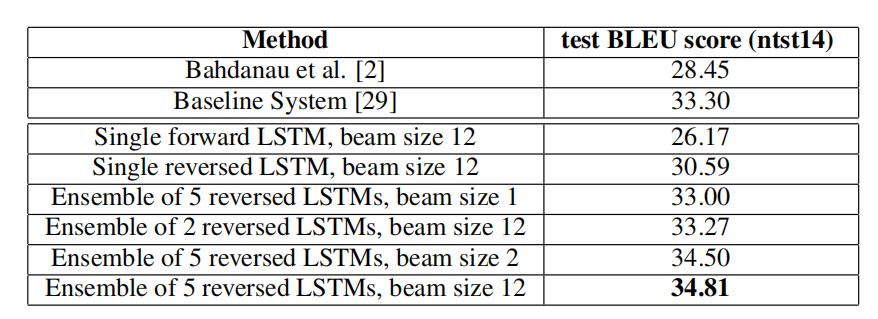 Method test BLEU score (ntst14)
Bahdanau et al. [2] 28.45
Baseline System [29] 33.30
Single forward LSTM, beam size 12 26.17
Single reversed LSTM, beam size 12 30.59
Ensemble of 5 reversed LSTMs, beam size 1 33.00
Ensemble of 2 reversed LSTMs, beam size 12 33.27
Ensemble of 5 reversed LSTMs, beam size 2 34.50
Ensemble of 5 reversed LSTMs, beam size 12 34.81